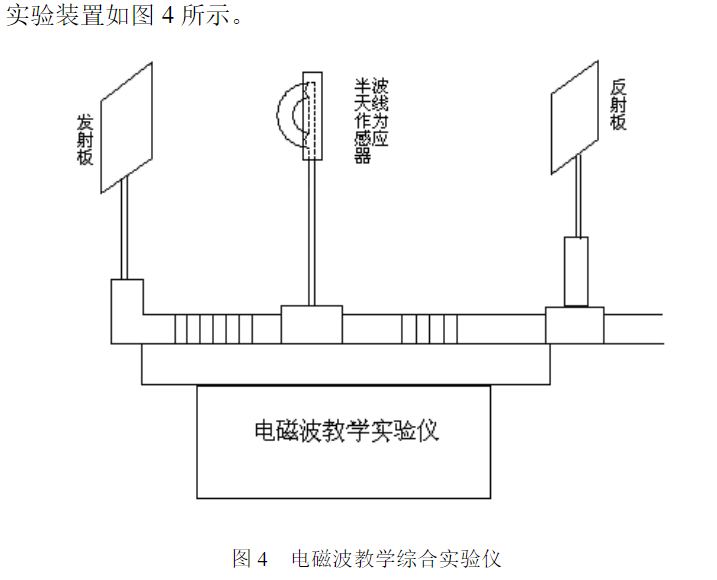 实验装置如图 4 所示。
发射板
半波天线作为感应器
反射板
电磁波教学实验仪
图 4 电磁波教学综合实验仪